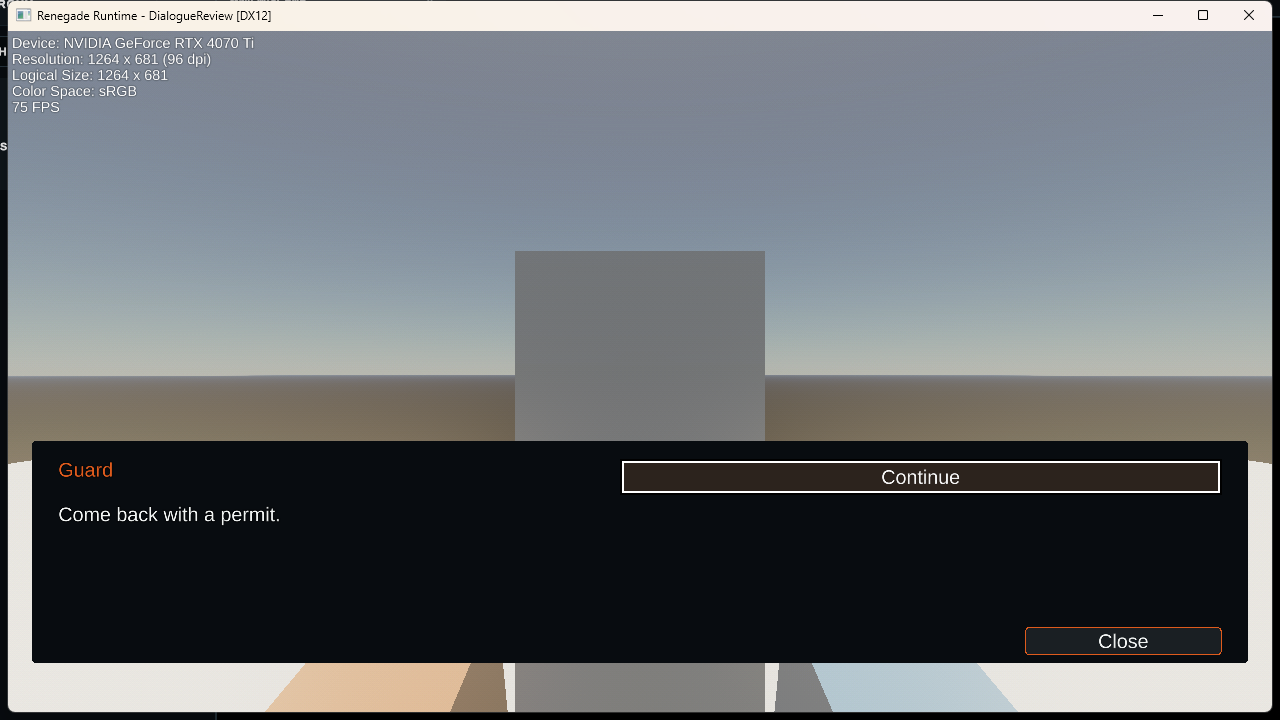 Renegade Runtime - DialogueReview [DX12]
Device: NVIDIA GeForce RTX 4070 Ti
Resolution: 1264 x 681 (96 dpi)
Logical Size: 1264 x 681
Color Space: sRGB
75 FPS
Guard
Continue
Come back with a permit.
Close